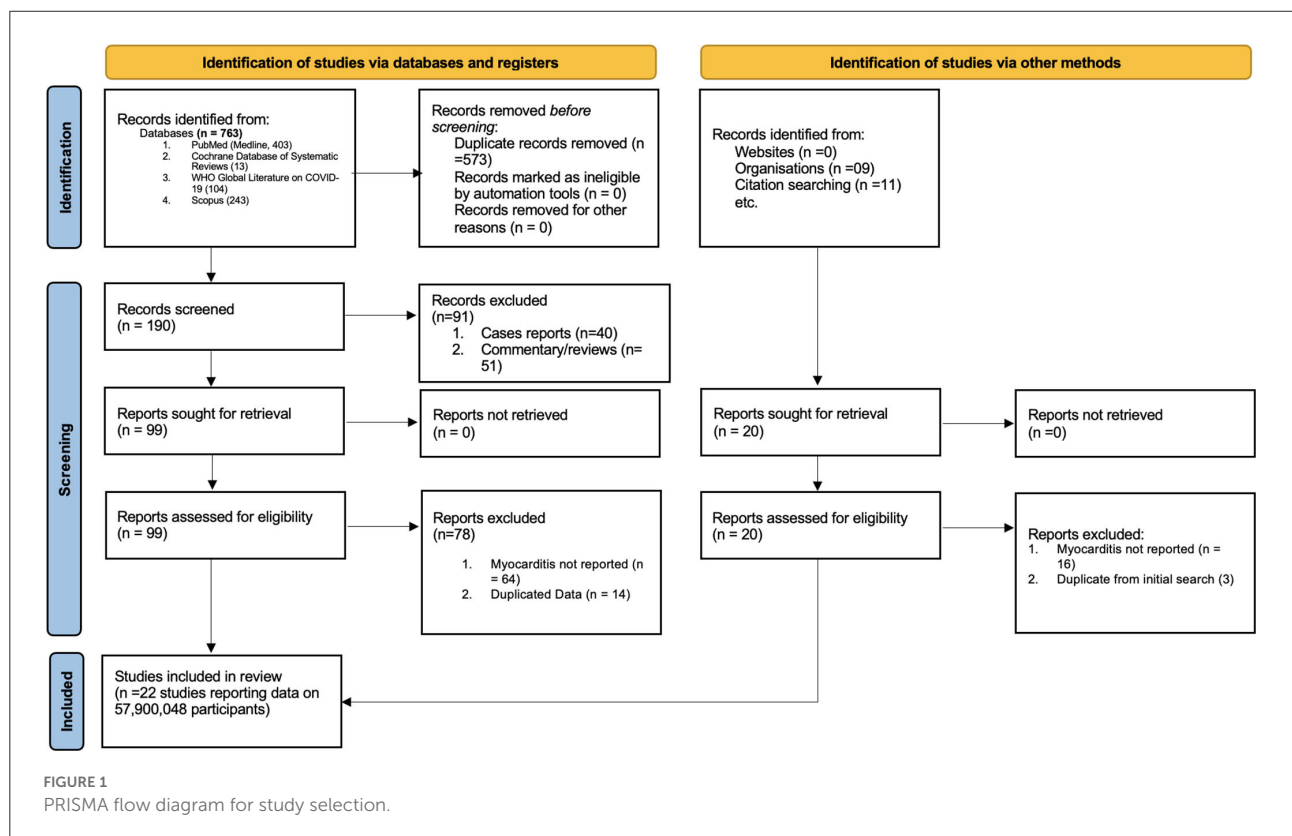 Identification of studies via databases and registers
Identification of studies via other methods
Identification
Records identified from:
Databases (n = 763)
1. PubMed (Medline, 403)
2. Cochrane Database of Systematic
Reviews (13)
3. WHO Global Literature on COVID-
19 (104)
4. Scopus (243)
Records removed before
screening:
Duplicate records removed (n
=573)
Records marked as ineligible
by automation tools (n = 0)
Records removed for other
reasons (n = 0)
Records identified from:
Websites (n =0)
Organisations (n =09)
Citation searching (n =11)
etc.
Screening
Records screened
(n = 190)
Records excluded
(n=91)
1. Cases reports (n=40)
2. Commentary/reviews (n=
51)
Reports sought for retrieval
(n = 99)
Reports not retrieved
(n = 0)
Reports sought for retrieval
(n = 20)
Reports not retrieved
(n =0)
Reports assessed for eligibility
(n = 99)
Reports excluded
(n=78)
1. Myocarditis not reported (n
= 64)
2. Duplicated Data (n = 14)
Reports assessed for eligibility
(n = 20)
Reports excluded:
1. Myocarditis not reported (n =
16)
2. Duplicate from initial search (3)
Included
Studies included in review
(n =22 studies reporting data on
57,900,048 participants)
FIGURE 1
PRISMA flow diagram for study selection.